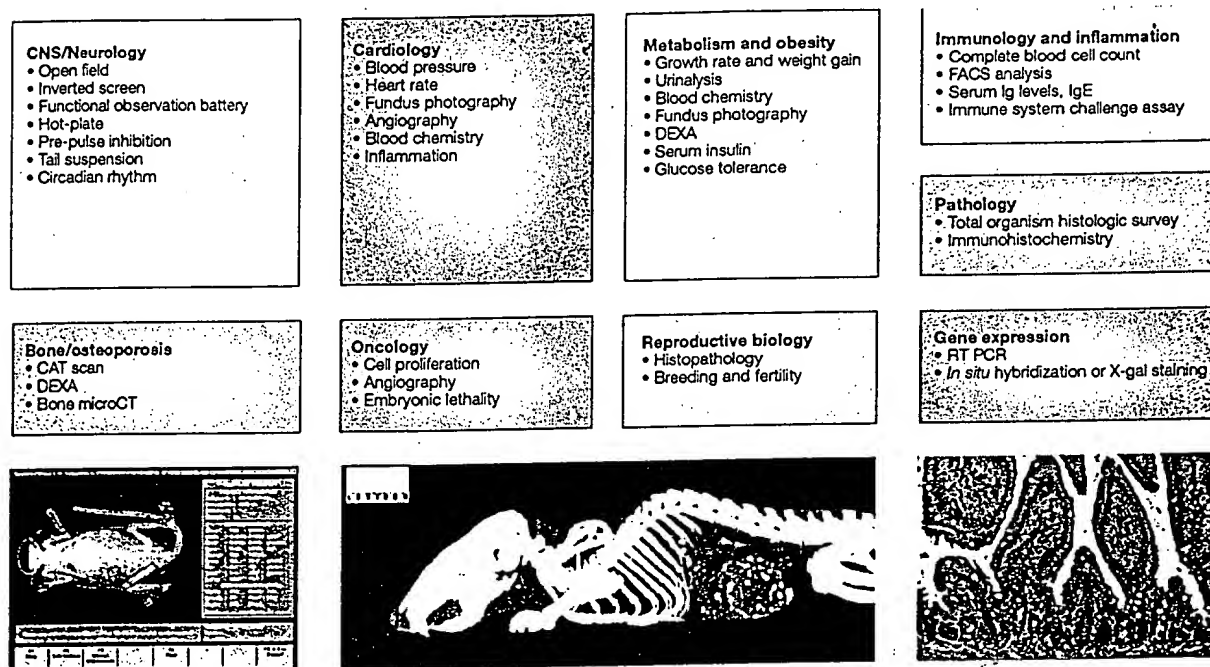 CNS/Neurology
• Open field
• Inverted screen
• Functional observation battery
• Hot-plate
• Pre-pulse inhibition
• Tail suspension
• Circadian rhythm
Cardiology
• Blood pressure
• Heart rate
• Fundus photography
• Angiography
• Blood chemistry
• Inflammation
Metabolism and obesity
• Growth rate and weight gain
• Urinalysis
• Blood chemistry
• Fundus photography
• DEXA
• Serum insulin
• Glucose tolerance
Immunology and inflammation
• Complete blood cell count
• FACS analysis
• Serum Ig levels, IgE
• Immune system challenge assay
Pathology
• Total organism histologic survey
• Immunohistochemistry
Bone/osteoporosis
• CAT scan
• DEXA
• Bone microCT
Oncology
• Cell proliferation
• Angiography
• Embryonic lethality
Reproductive biology
• Histopathology
• Breeding and fertility
Gene expression
• RT PCR
• In situ hybridization or X-gal staining